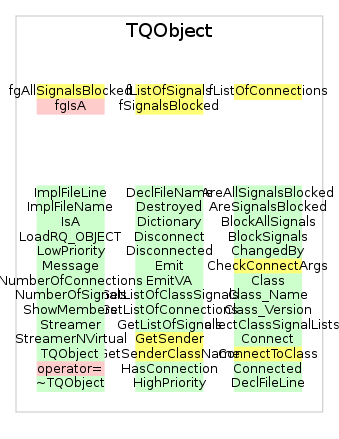 TQObject
fgAllSignalsBlocked fListOfSignals fListOfConnections
fgIsA fSignalsBlocked
ImplFileLine DeclFileName AreAllSignalsBlocked
ImplFileName Destroyed AreSignalsBlocked
IsA Dictionary BlockAllSignals
LoadRQ_OBJECT Disconnect BlockSignals
LowPriority Disconnected ChangedBy
Message Emit CheckConnectArgs
NumberOfConnections EmitVA Class
NumberOfSignals GetListOfClassSignals Class_Name
ShowMembers GetListOfConnections Class_Version
Streamer GetListOfSignals CollectClassSignalLists
StreamerNVirtual GetSender Connect
TQObject GetSenderClassName ConnectToClass
operator= HasConnection Connected
~TQObject HighPriority DeclFileLine